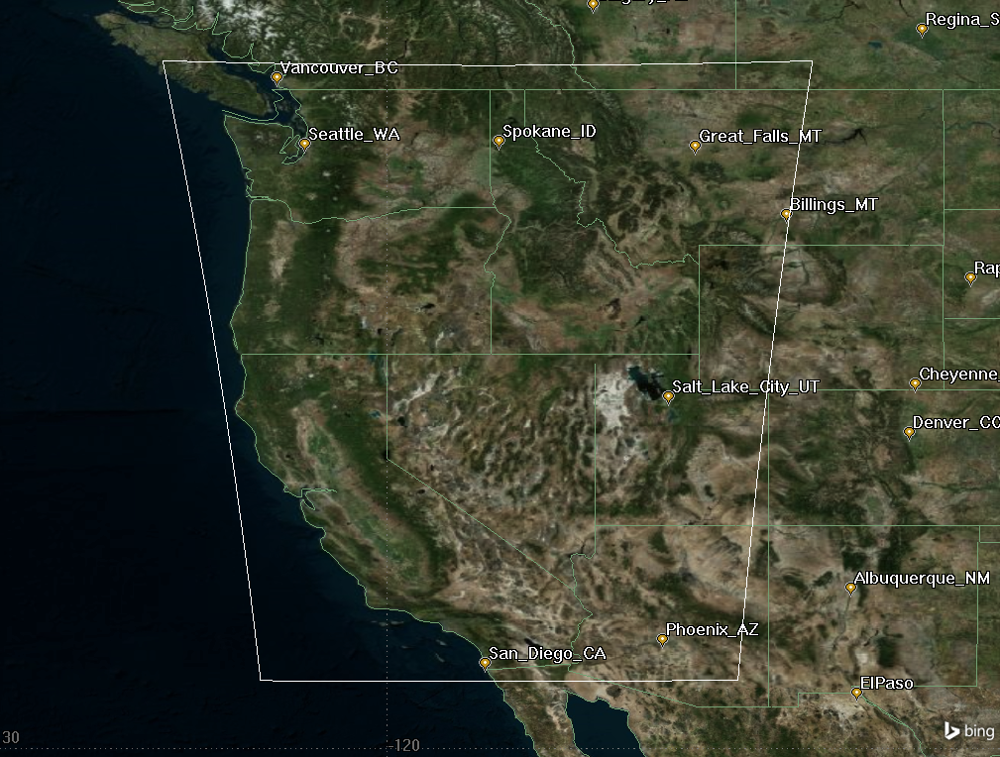 Regina_S
Vancouver_BC
Seattle_WA
Spokane_ID
Great_Falls_MT
Billings_MT
Rap
Salt_Lake_City_UT
Cheyenne_
Denver_CO
Albuquerque_NM
Phoenix_AZ
San_Diego_CA
ElPaso
bing
30
-120